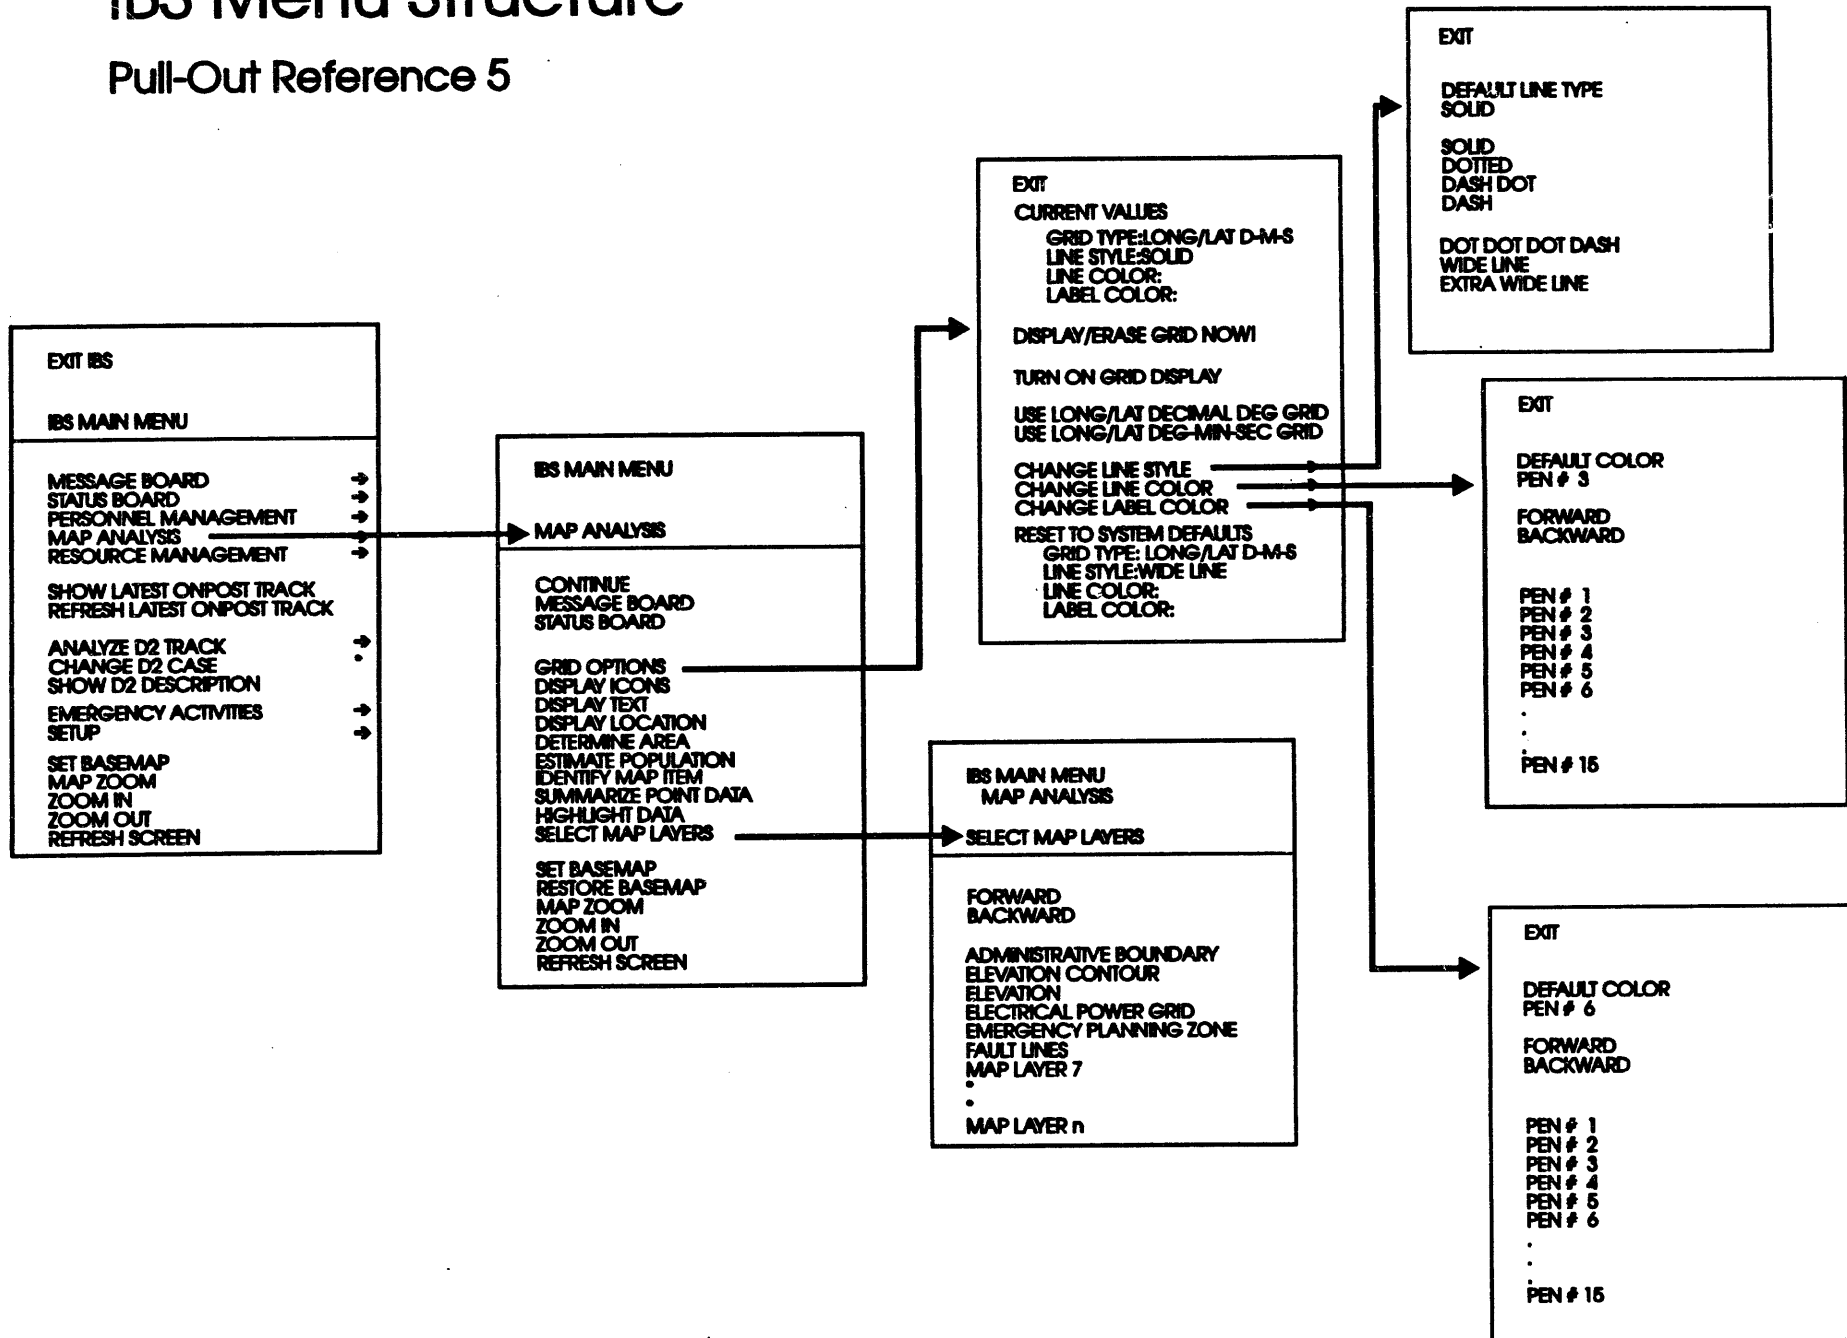 IBS Menu Structure
Pull-Out Reference 5
EXIT IBS
IBS MAIN MENU
MESSAGE BOARD
STATUS BOARD
PERSONNEL MANAGEMENT
MAP ANALYSIS
RESOURCE MANAGEMENT
SHOW LATEST ONPOST TRACK
REFRESH LATEST ONPOST TRACK
ANALYZE D2 TRACK
CHANGE D2 CASE
SHOW D2 DESCRIPTION
EMERGENCY ACTIVITIES
SETUP
SET BASEMAP
MAP ZOOM
ZOOM IN
ZOOM OUT
REFRESH SCREEN
IBS MAIN MENU
MAP ANALYSIS
CONTINUE
MESSAGE BOARD
STATUS BOARD
GRID OPTIONS
DISPLAY ICONS
DISPLAY TEXT
DISPLAY LOCATION
DETERMINE AREA
ESTIMATE POPULATION
IDENTIFY MAP ITEM
SUMMARIZE POINT DATA
HIGHLIGHT DATA
SELECT MAP LAYERS
SET BASEMAP
RESTORE BASEMAP
MAP ZOOM
ZOOM IN
ZOOM OUT
REFRESH SCREEN
EXIT
CURRENT VALUES
GRID TYPE:LONG/LAT D-M-S
LINE STYLE:SOLID
LINE COLOR:
LABEL COLOR:
DISPLAY/ERASE GRID NOW!
TURN ON GRID DISPLAY
USE LONG/LAT DECIMAL DEG GRID
USE LONG/LAT DEG-MIN-SEC GRID
CHANGE LINE STYLE
CHANGE LINE COLOR
CHANGE LABEL COLOR
RESET TO SYSTEM DEFAULTS
GRID TYPE: LONG/LAT D-M-S
LINE STYLE:WIDE LINE
LINE COLOR:
LABEL COLOR:
IBS MAIN MENU
MAP ANALYSIS
SELECT MAP LAYERS
FORWARD
BACKWARD
ADMINISTRATIVE BOUNDARY
ELEVATION CONTOUR
ELEVATION
ELECTRICAL POWER GRID
EMERGENCY PLANNING ZONE
FAULT LINES
MAP LAYER 7
•
•
MAP LAYER n
EXIT
DEFAULT LINE TYPE
SOLID
SOLID
DOTTED
DASH DOT
DASH
DOT DOT DOT DASH
WIDE LINE
EXTRA WIDE LINE
EXIT
DEFAULT COLOR
PEN # 3
FORWARD
BACKWARD
PEN # 1
PEN # 2
PEN # 3
PEN # 4
PEN # 5
PEN # 6
.
.
.
PEN # 15
EXIT
DEFAULT COLOR
PEN # 6
FORWARD
BACKWARD
PEN # 1
PEN # 2
PEN # 3
PEN # 4
PEN # 5
PEN # 6
.
.
.
PEN # 15